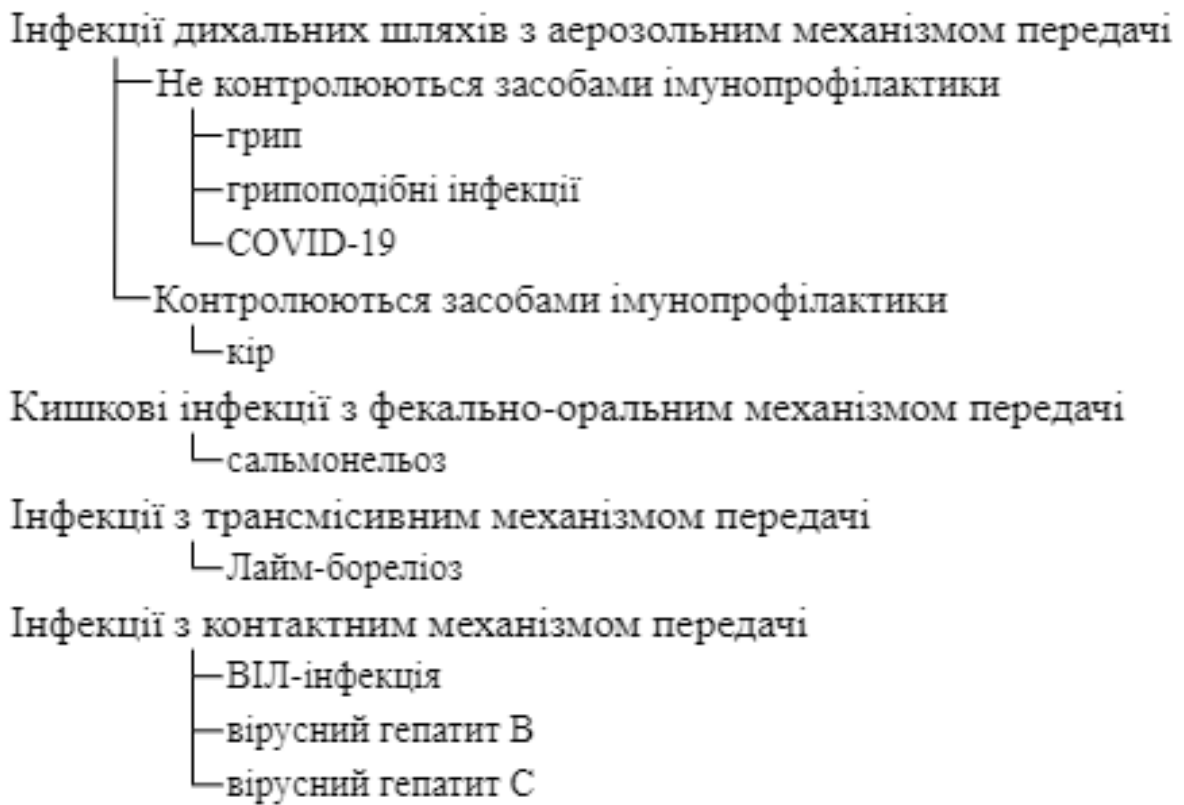 Інфекції дихальних шляхів з аерозольним механізмом передачі
Не контролюються засобами імунопрофілактики
грип
грипоподібні інфекції
COVID-19
Контролюються засобами імунопрофілактики
кір
Кишкові інфекції з фекально-оральним механізмом передачі
сальмонельоз
Інфекції з трансмісивним механізмом передачі
Лайм-бореліоз
Інфекції з контактним механізмом передачі
ВІЛ-інфекція
вірусний гепатит В
вірусний гепатит С